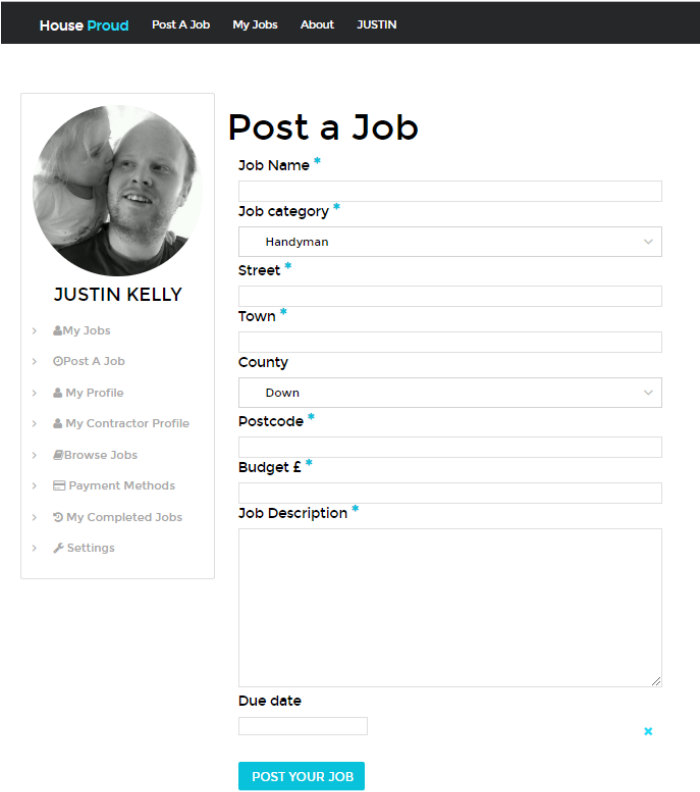 House Proud Post A Job My Jobs About JUSTIN
JUSTIN KELLY
My Jobs
Post A Job
My Profile
My Contractor Profile
Browse Jobs
Payment Methods
My Completed Jobs
Settings
Post a Job
Job Name *
Job category *
Handyman
Street *
Town *
County
Down
Postcode *
Budget £ *
Job Description *
Due date
POST YOUR JOB